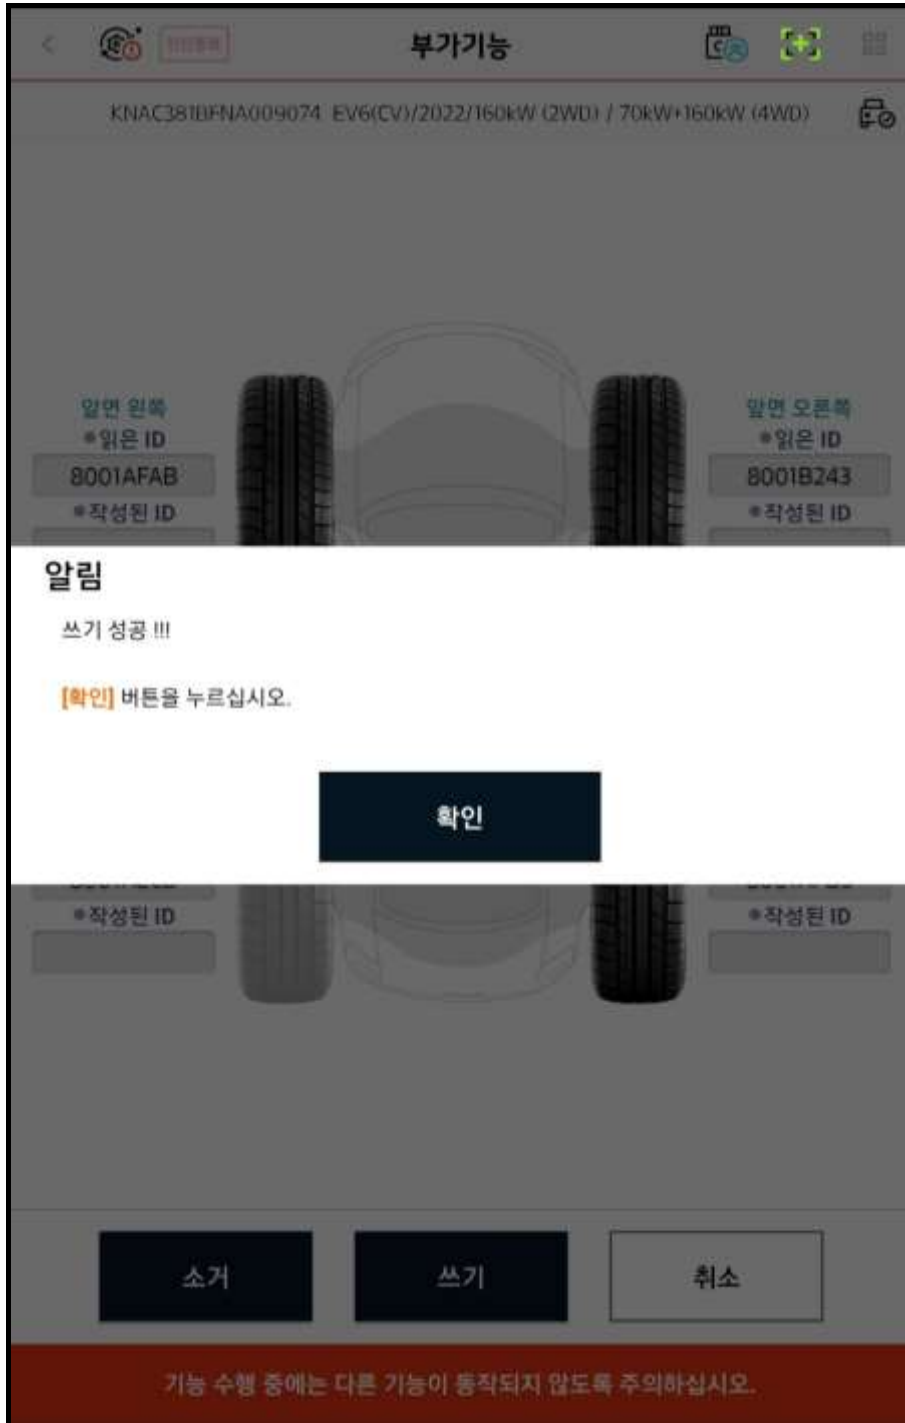 부가기능
KNAC381BFNA009074 EV6(CV)/2022/160kW (2WD) / 70kW+160kW (4WD)
앞면 왼쪽
앞면 오른쪽
*읽은 ID
*읽은 ID
8001AFAB
8001B243
*작성된 ID
*작성된 ID
알림
쓰기 성공 !!!
[확인] 버튼을 누르십시오.
확인
*작성된 ID
*작성된 ID
소거
쓰기
취소
기능 수행 중에는 다른 기능이 동작되지 않도록 주의하십시오.